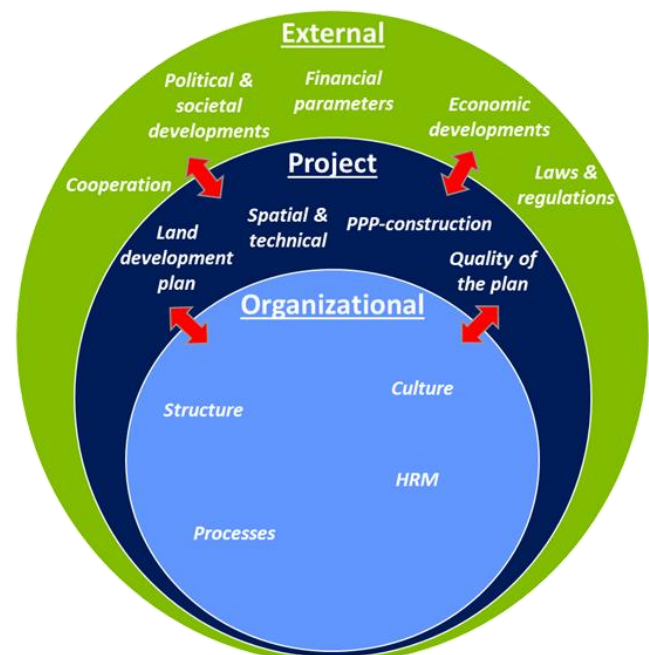 External
Political &
societal
developments
Financial
parameters
Economic
developments
Cooperation
Laws &
regulations
Project
Land
development
plan
Spatial &
technical
PPP-construction
Quality of
the plan
Organizational
Structure
Culture
HRM
Processes